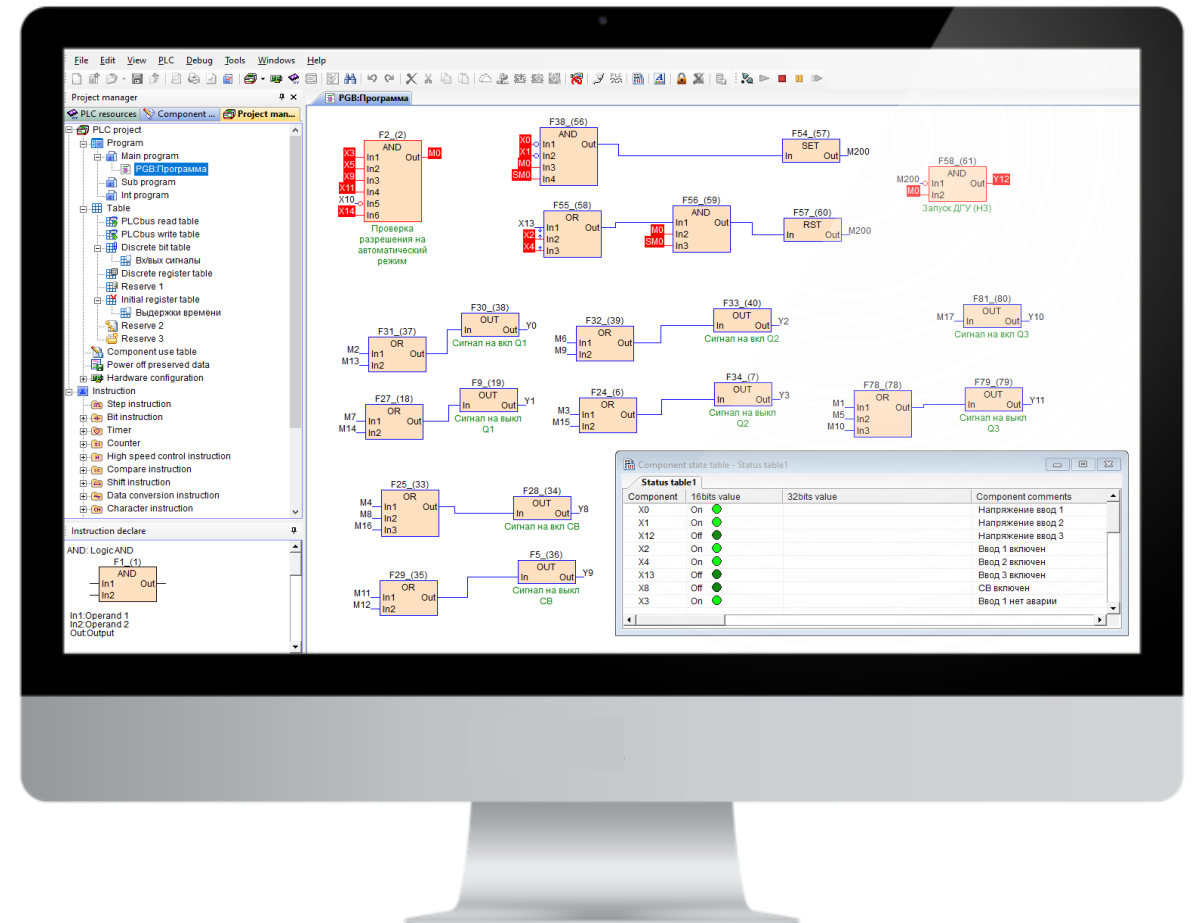 File Edit View PLC Debug Tools Windows Help
Project manager
PLC resources Component ... Project man...
PLC project
Program
Main program
PGB:Программа
Sub program
Int program
Table
PLCbus read table
PLCbus write table
Discrete bit table
Вх/вых сигналы
Discrete register table
Reserve 1
Initial register table
Выдержки времени
Reserve 2
Reserve 3
Component use table
Power off preserved data
Hardware configuration
Instruction
Step instruction
Bit instruction
Timer
Counter
High speed control instruction
Compare instruction
Shift instruction
Data conversion instruction
Character instruction
Instruction declare
AND: Logic AND
F1_(1)
AND
In1 Out
In2
In1:Operand 1
In2:Operand 2
Out:Output
PGB:Программа
F2_(2)
AND
X3 In1 Out M0
X5 In2
X9 In3
X11 In4
X10 In5
X14 In6
Проверка
разрешения на
автоматический
режим
F38_(56)
AND
X0 In1 Out
X1 In2
M0 In3
SM0 In4
F54_(57)
SET
In Out M200
F58_(61)
AND
M200 In1 Out Y12
M0 In2
Запуск ДГУ (НЗ)
F55_(58)
OR
X13 In1 Out
X2 In2
X4 In3
F56_(59)
AND
In1 Out
M0 In2
SM0 In3
F57_(60)
RST
In Out M200
F31_(37)
OR
M2 In1 Out
M13 In2
F30_(38)
OUT
In Out Y0
Сигнал на вкл Q1
F32_(39)
OR
M6 In1 Out
M9 In2
F33_(40)
OUT
In Out Y2
Сигнал на вкл Q2
F81_(80)
OUT
M17 In Out Y10
Сигнал на вкл Q3
F27_(18)
OR
M7 In1 Out
M14 In2
F9_(19)
OUT
In Out Y1
Сигнал на выкл
Q1
F24_(6)
OR
M3 In1 Out
M15 In2
F34_(7)
OUT
In Out Y3
Сигнал на выкл
Q2
F78_(78)
OR
M1 In1 Out
M5 In2
M10 In3
F79_(79)
OUT
In Out Y11
Сигнал на выкл
Q3
F25_(33)
OR
M4 In1 Out
M8 In2
M16 In3
F28_(34)
OUT
In Out Y8
Сигнал на вкл СВ
F29_(35)
OR
M11 In1 Out
M12 In2
F5_(36)
OUT
In Out Y9
Сигнал на выкл
СВ
Component state table - Status table1
Status table1
Component 16bits value 32bits value Component comments
X0 On Напряжение ввод 1
X1 On Напряжение ввод 2
X12 Off Напряжение ввод 3
X2 On Ввод 1 включен
X4 On Ввод 2 включен
X13 Off Ввод 3 включен
X8 Off СВ включен
X3 On Ввод 1 нет аварии